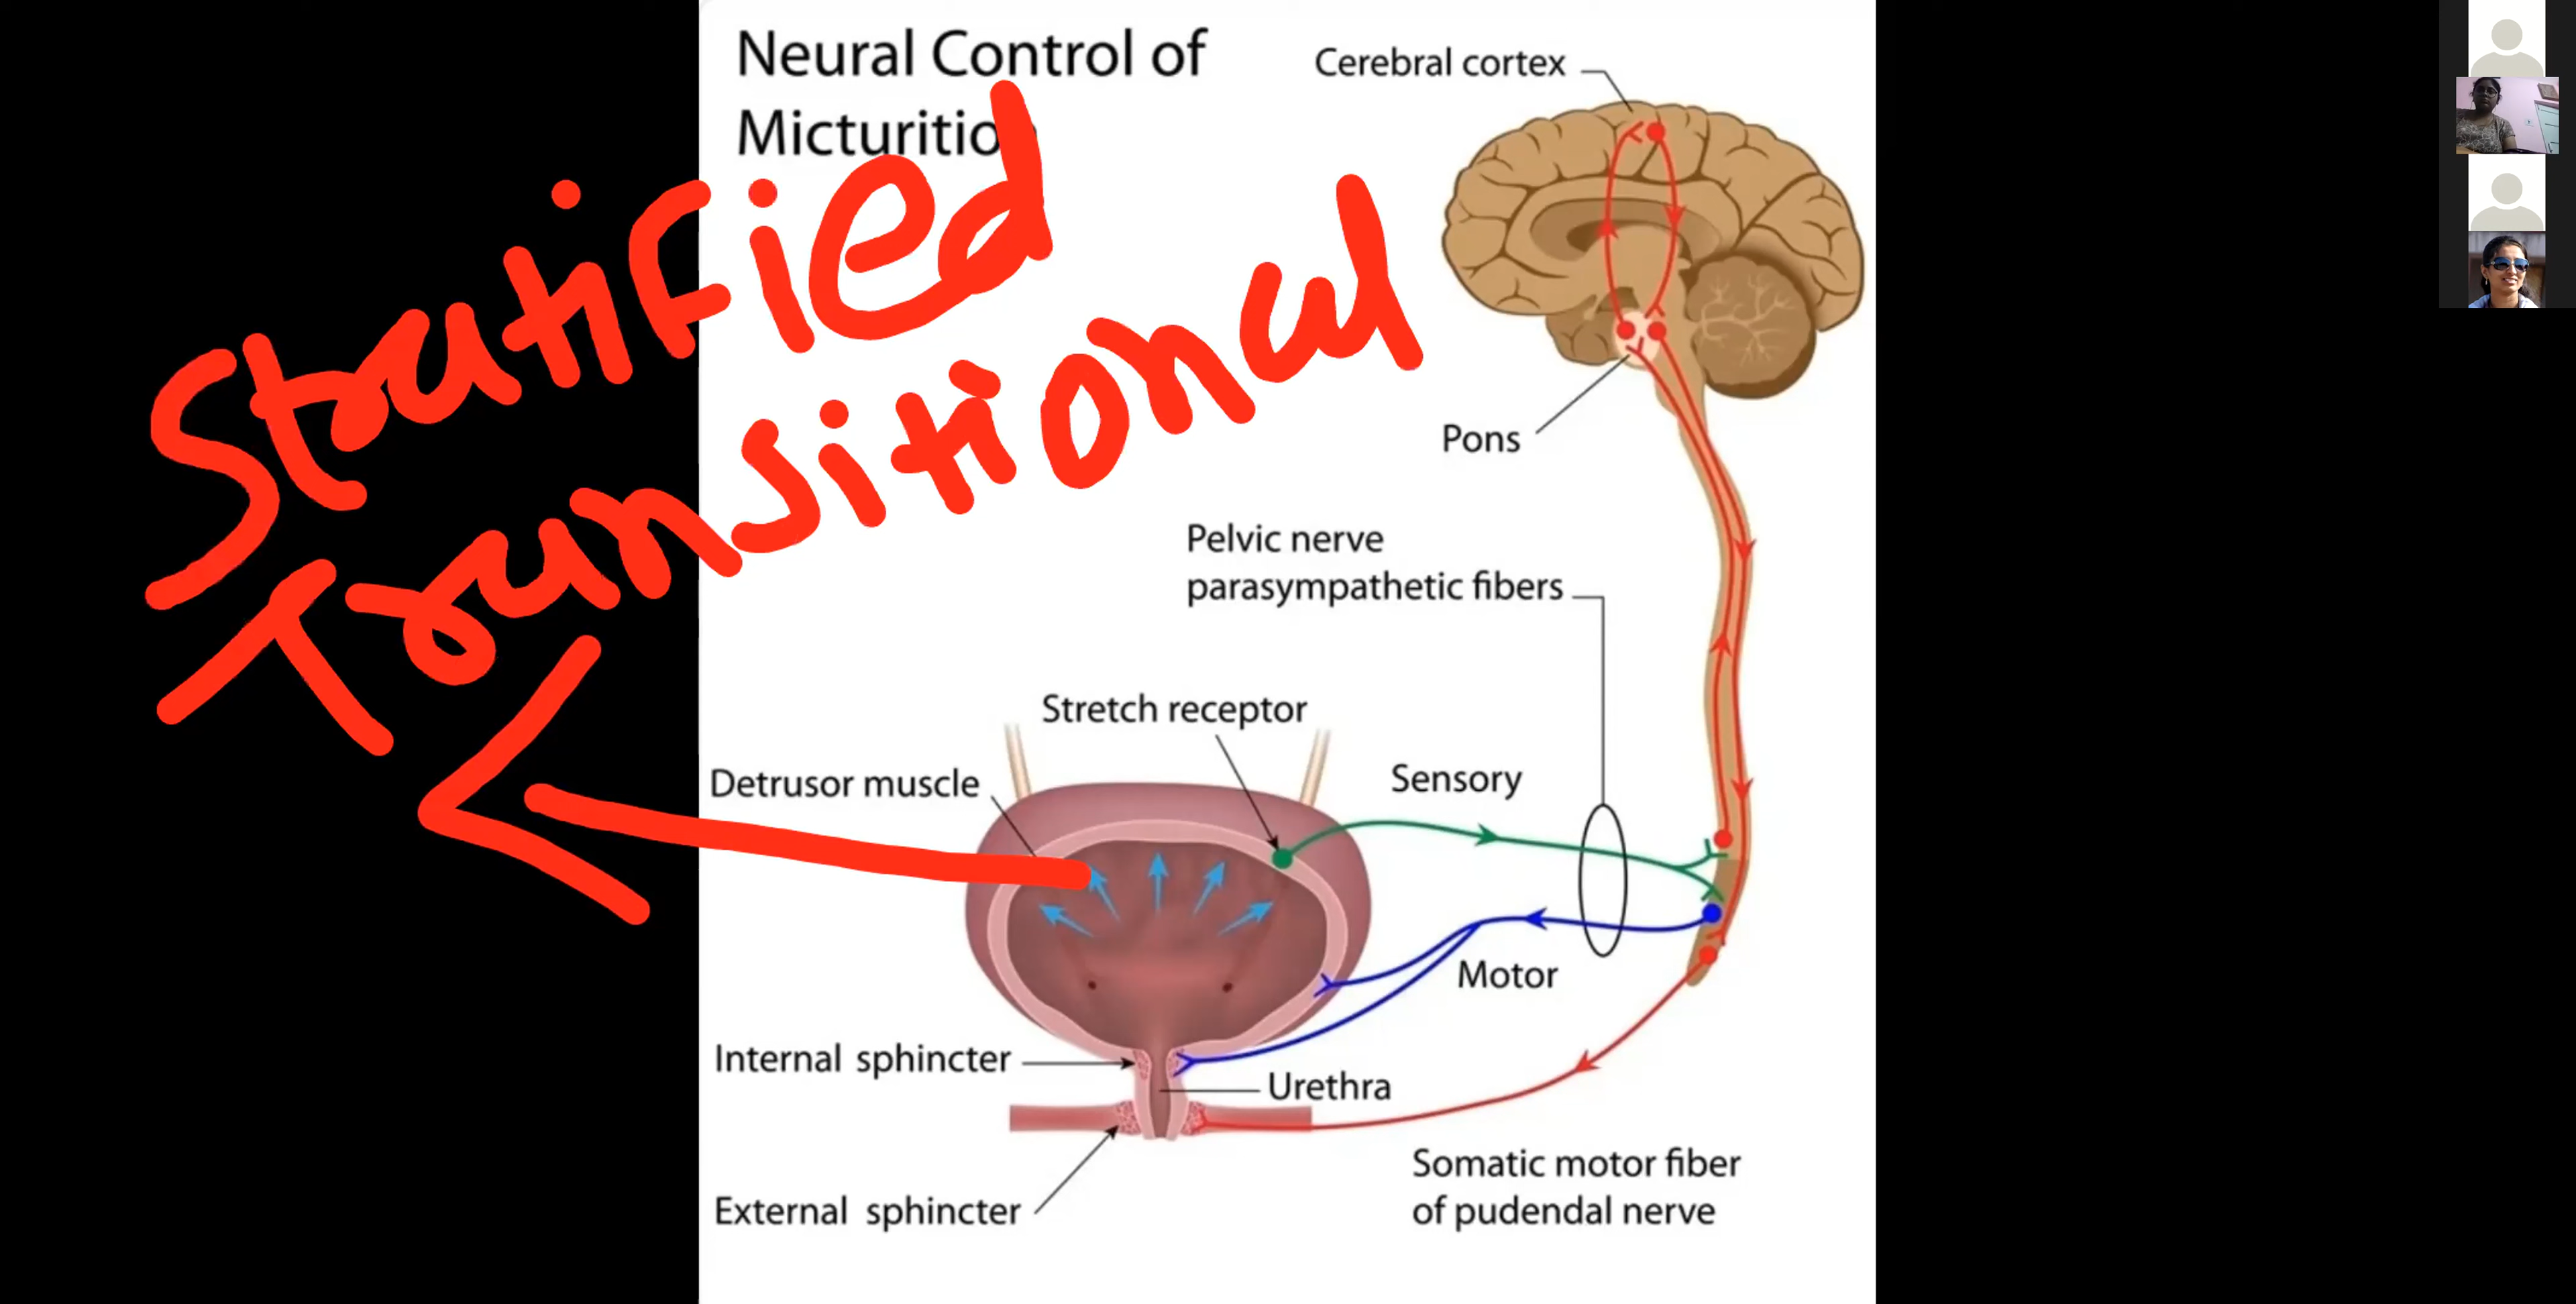 Neural Control of
Micturitio
Cerebral cortex
Stratified
Transitional
Pons
Pelvic nerve
parasympathetic fibers
Stretch receptor
Sensory
Detrusor muscle
Motor
Internal sphincter
Urethra
External sphincter
Somatic motor fiber
of pudendal nerve